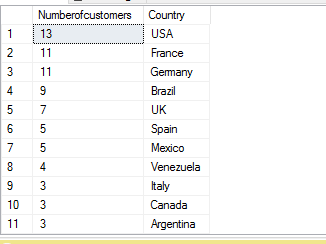 Numberofcustomers Country
1 13 USA
2 11 France
3 11 Germany
4 9 Brazil
5 7 UK
6 5 Spain
7 5 Mexico
8 4 Venezuela
9 3 Italy
10 3 Canada
11 3 Argentina